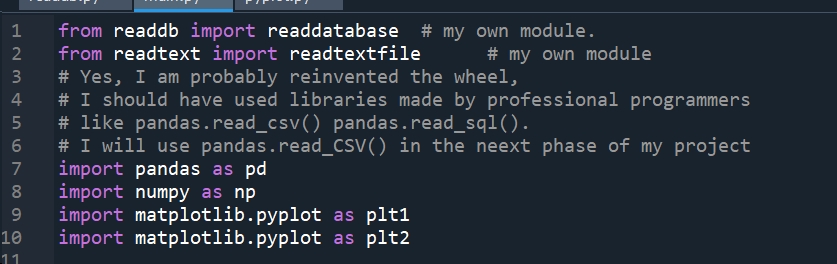 1 from readdb import readdatabase # my own module.
2 from readtext import readtextfile # my own module
3 # Yes, I am probably reinvented the wheel,
4 # I should have used libraries made by professional programmers
5 # like pandas.read_csv() pandas.read_sql().
6 # I will use pandas.read_CSV() in the neext phase of my project
7 import pandas as pd
8 import numpy as np
9 import matplotlib.pyplot as plt1
10 import matplotlib.pyplot as plt2
11